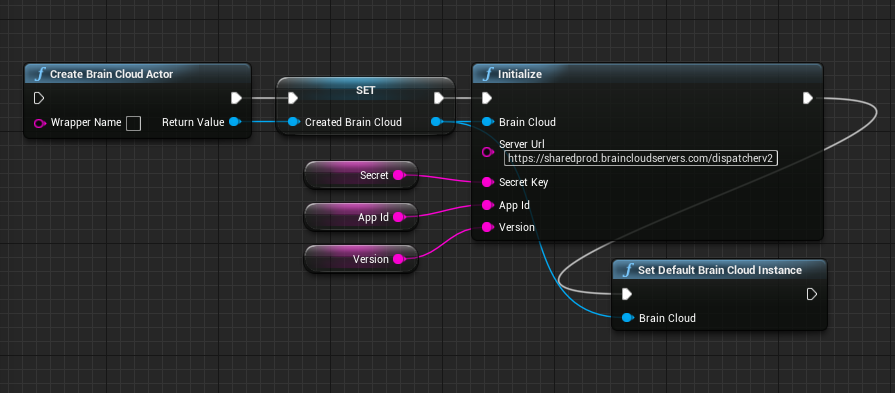 Create Brain Cloud Actor
Wrapper Name
Return Value
SET
Created Brain Cloud
Initialize
Brain Cloud
Server Url
https://sharedprod.braincloudservers.com/dispatcherv2
Secret Key
App Id
Version
Secret
App Id
Version
Set Default Brain Cloud Instance
Brain Cloud